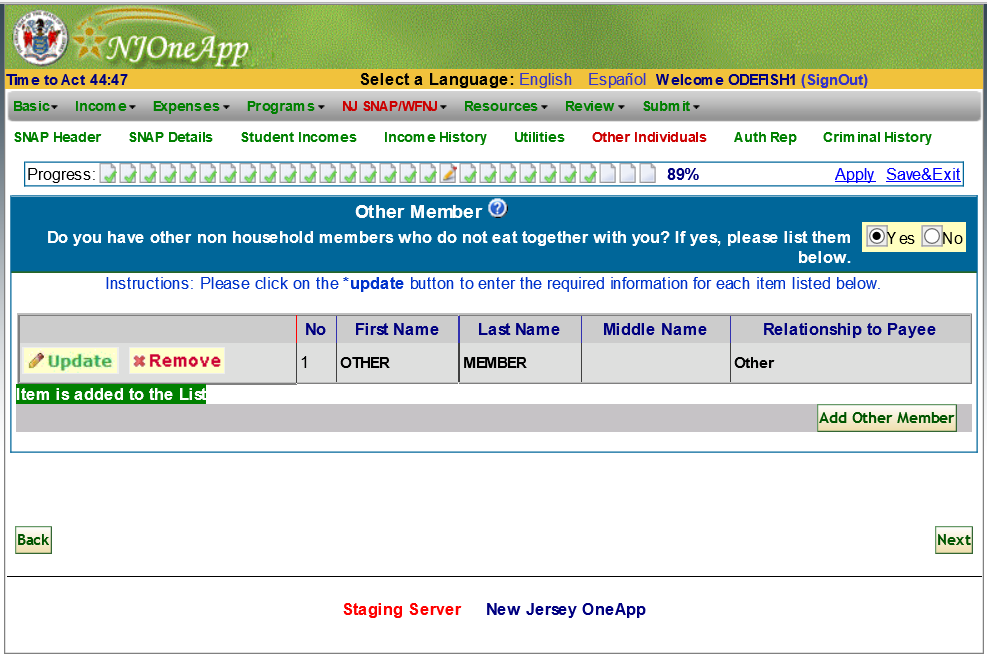 NJOneApp
Time to Act 44:47 Select a Language: English Español Welcome ODEFISH1 (SignOut)
Basic Income Expenses Programs NJ SNAP/WFNJ Resources Review Submit
SNAP Header SNAP Details Student Incomes Income History Utilities Other Individuals Auth Rep Criminal History
Progress: 89% Apply Save&Exit
Other Member ?
Do you have other non household members who do not eat together with you? If yes, please list them
below.
Yes No
Instructions: Please click on the *update button to enter the required information for each item listed below.
No First Name Last Name Middle Name Relationship to Payee
Update Remove 1 OTHER MEMBER Other
Item is added to the List
Add Other Member
Back Next
Staging Server New Jersey OneApp